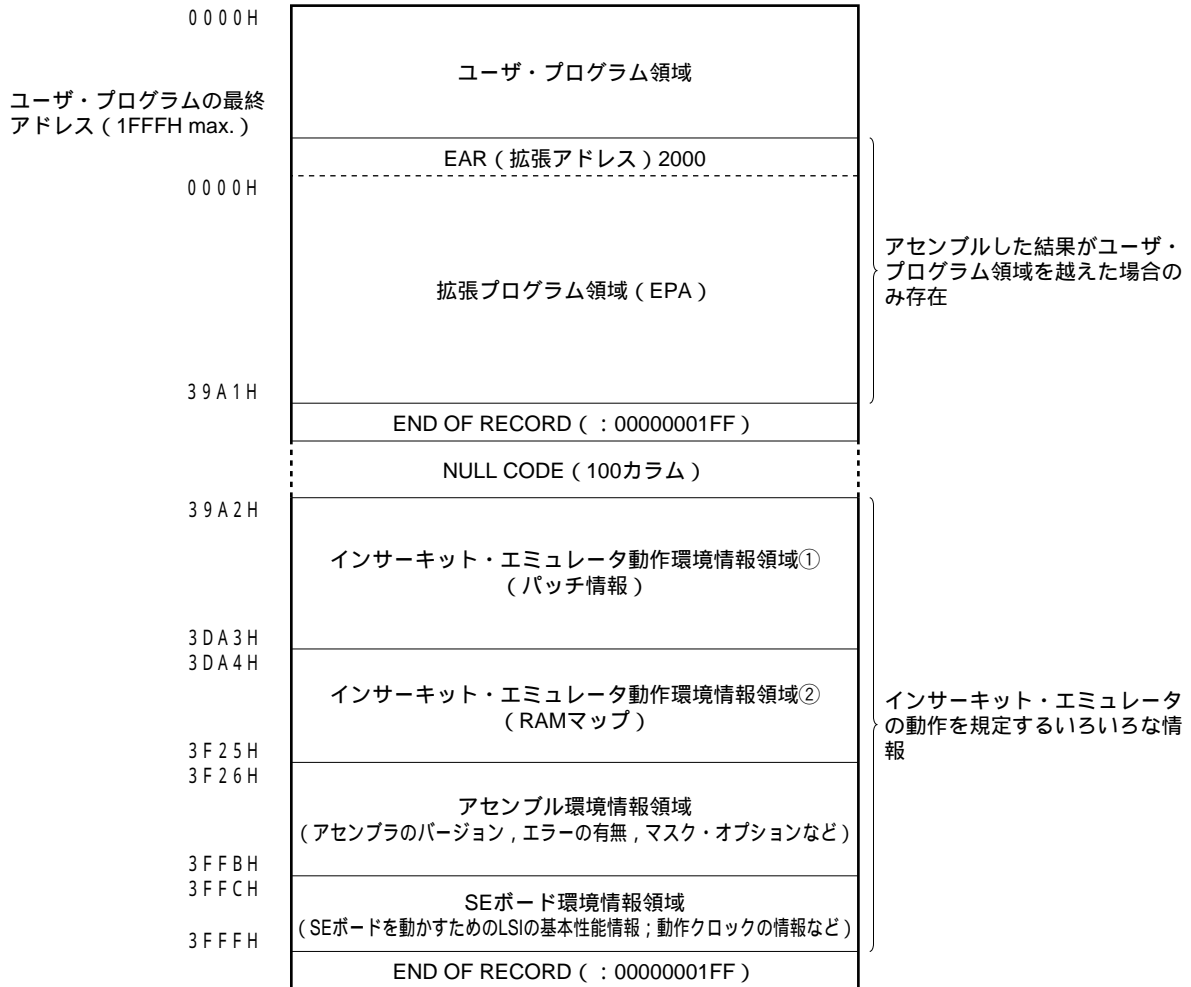 0000H
ユーザ・プログラム領域
ユーザ・プログラムの最終
アドレス(1FFFH max.)
EAR(拡張アドレス)2000
0000H
拡張プログラム領域(EPA)
アセンブルした結果がユーザ・
プログラム領域を越えた場合の
み存在
39A1H
END OF RECORD(:00000001FF)
NULL CODE(100カラム)
39A2H
インサーキット・エミュレータ動作環境情報領域①
(パッチ情報)
3DA3H
3DA4H
インサーキット・エミュレータ動作環境情報領域②
(RAMマップ)
3F25H
インサーキット・エミュレータ
の動作を規定するいろいろな情
報
3F26H
アセンブル環境情報領域
(アセンブラのバージョン,エラーの有無,マスク・オプションなど)
3FFBH
3FFCH
SEボード環境情報領域
(SEボードを動かすためのLSIの基本性能情報;動作クロックの情報など)
3FFFH
END OF RECORD(:00000001FF)